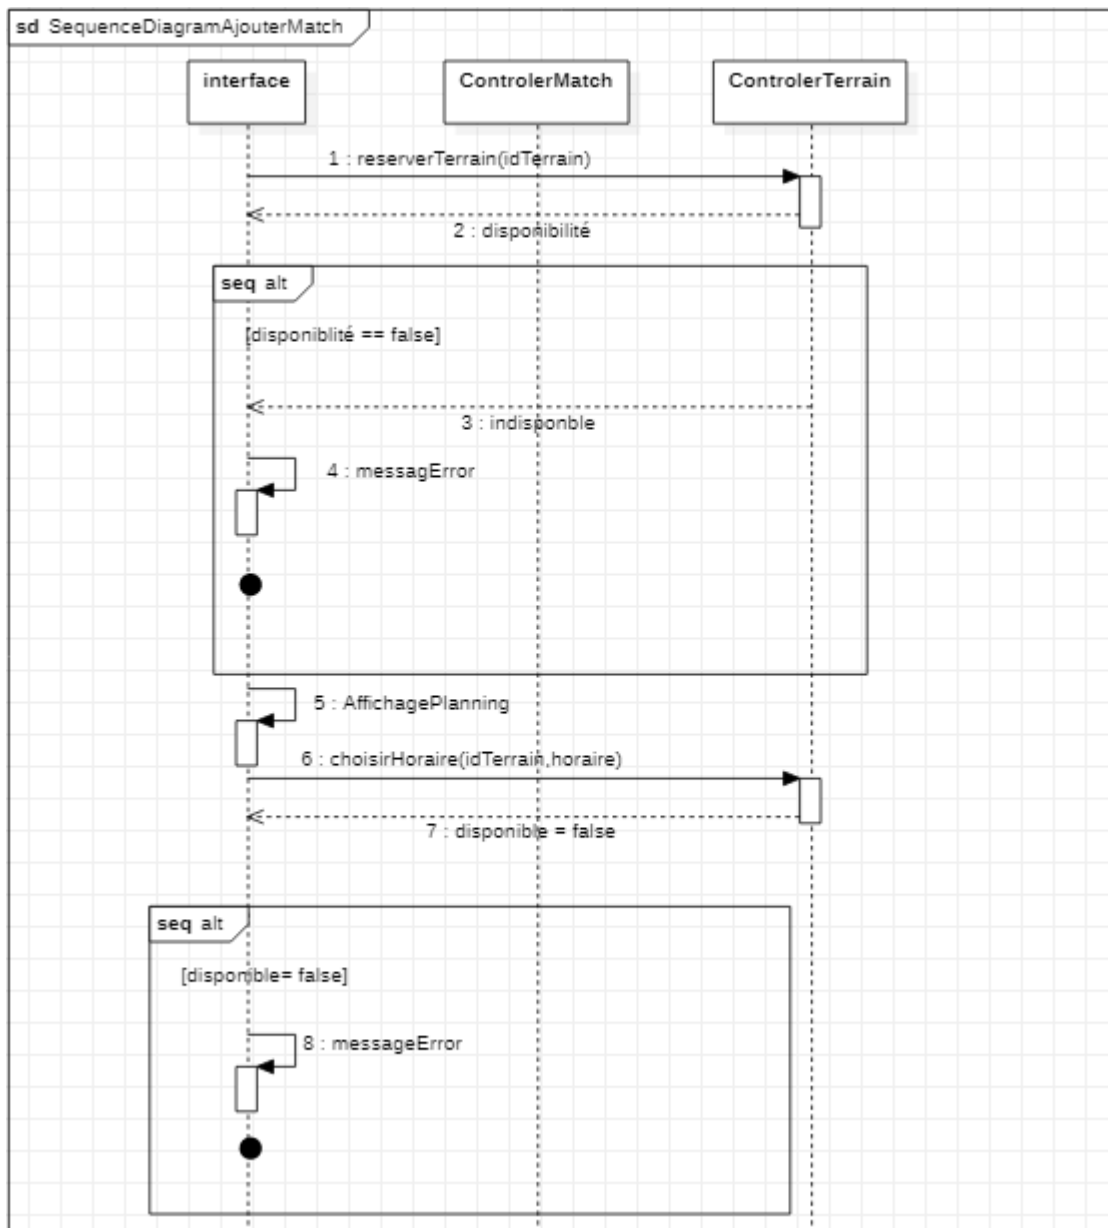 sd SequenceDiagramAjouterMatch
interface
ControlerMatch
ControlerTerrain
1 : reserverTerrain(idTerrain)
2 : disponibilité
seq alt
[disponiblité == false]
3 : indisponble
4 : messagError
5 : AffichagePlanning
6 : choisirHoraire(idTerrain,horaire)
7 : disponible = false
seq alt
[disponible= false]
8 : messageError